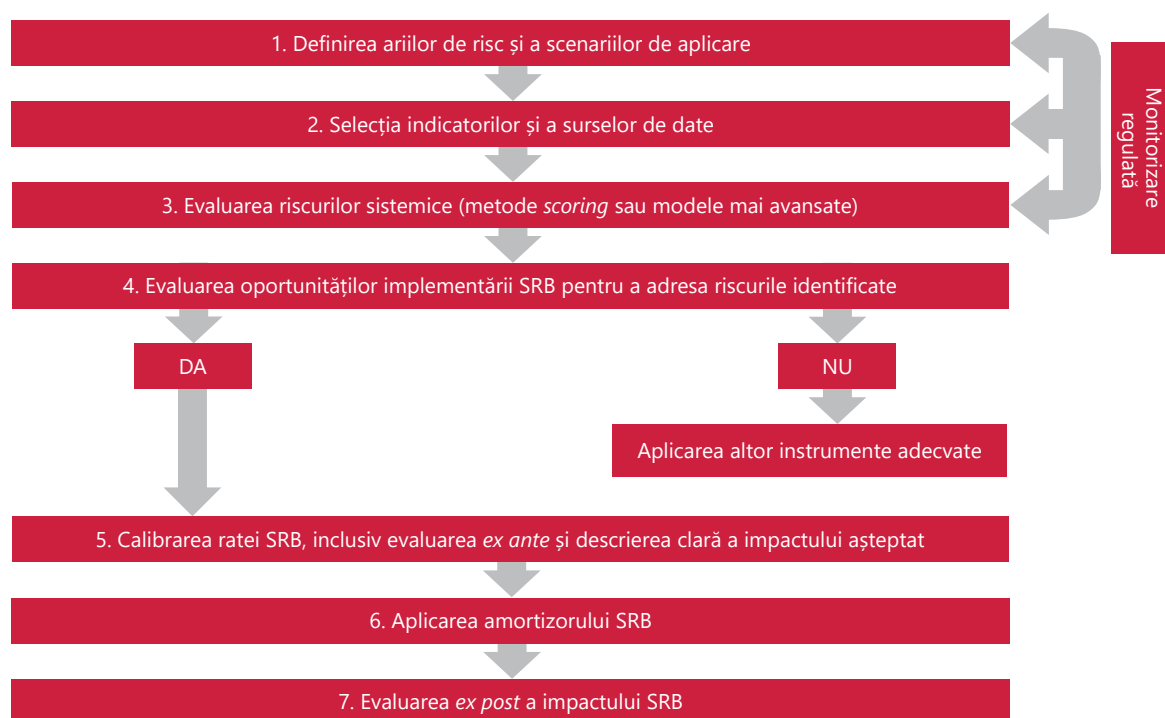 1. Definirea ariilor de risc și a scenariilor de aplicare
Monitorizare
regulată
2. Selecția indicatorilor și a surselor de date
3. Evaluarea riscurilor sistemice (metode scoring sau modele mai avansate)
4. Evaluarea oportunităților implementării SRB pentru a adresa riscurile identificate
DA
NU
Aplicarea altor instrumente adecvate
5. Calibrarea ratei SRB, inclusiv evaluarea ex ante și descrierea clară a impactului așteptat
6. Aplicarea amortizorului SRB
7. Evaluarea ex post a impactului SRB